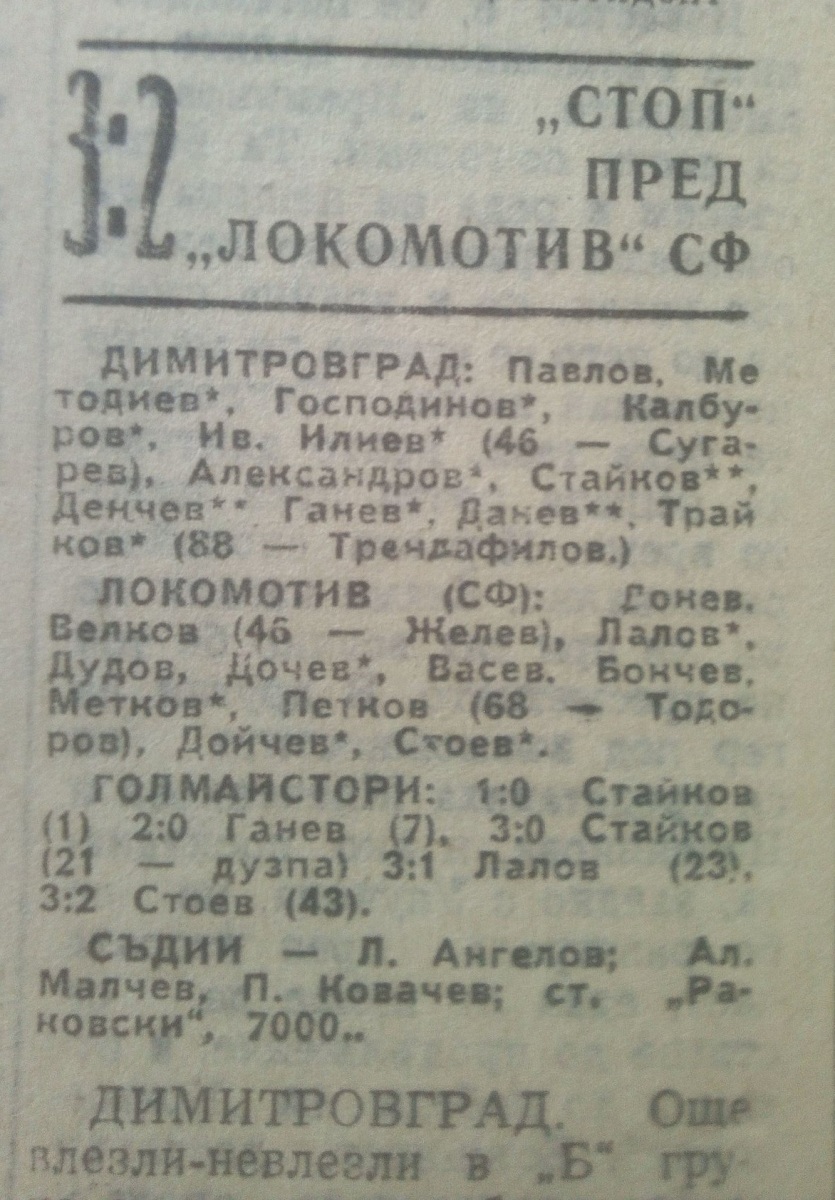 3:2
„СТОП“
ПРЕД
„ЛОКОМОТИВ“ СФ
ДИМИТРОВГРАД: Павлов, Ме
тодиев*, Господинов*, Калбу-
ров*, Ив. Илиев* (46 — Суга-
рев), Александров*, Стайков**,
Денчев** Ганев*, Данев**, Трай
ков* (88 — Трендафилов.)
ЛОКОМОТИВ (СФ): Донев,
Велков (46 — Желев), Лалов*,
Дудов, Дочев*, Васев. Бончев,
Метков*, Петков (68 — Тодо-
ров), Дойчев*, Стоев*.
ГОЛМАЙСТОРИ: 1:0 Стайков
(1) 2:0 Ганев (7), 3:0 Стайков
(21 — дузпа) 3:1 Лалов (23),
3:2 Стоев (43).
СЪДИИ — Л. Ангелов; Ал.
Малчев, П. Ковачев; ст. „Ра-
ковски“, 7000..
ДИМИТРОВГРАД. Още
влезли-невлезли в „Б“ гру-